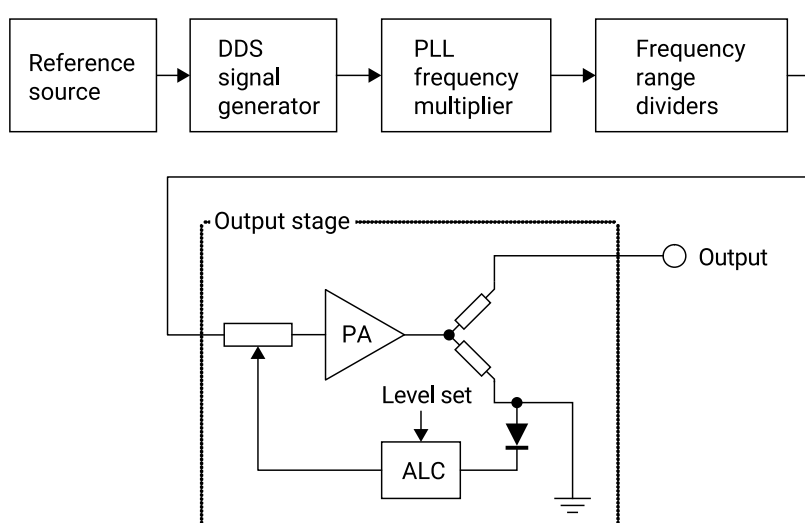 Reference
source
DDS
signal
generator
PLL
frequency
multiplier
Frequency
range
dividers
Output stage
Output
PA
Level set
ALC